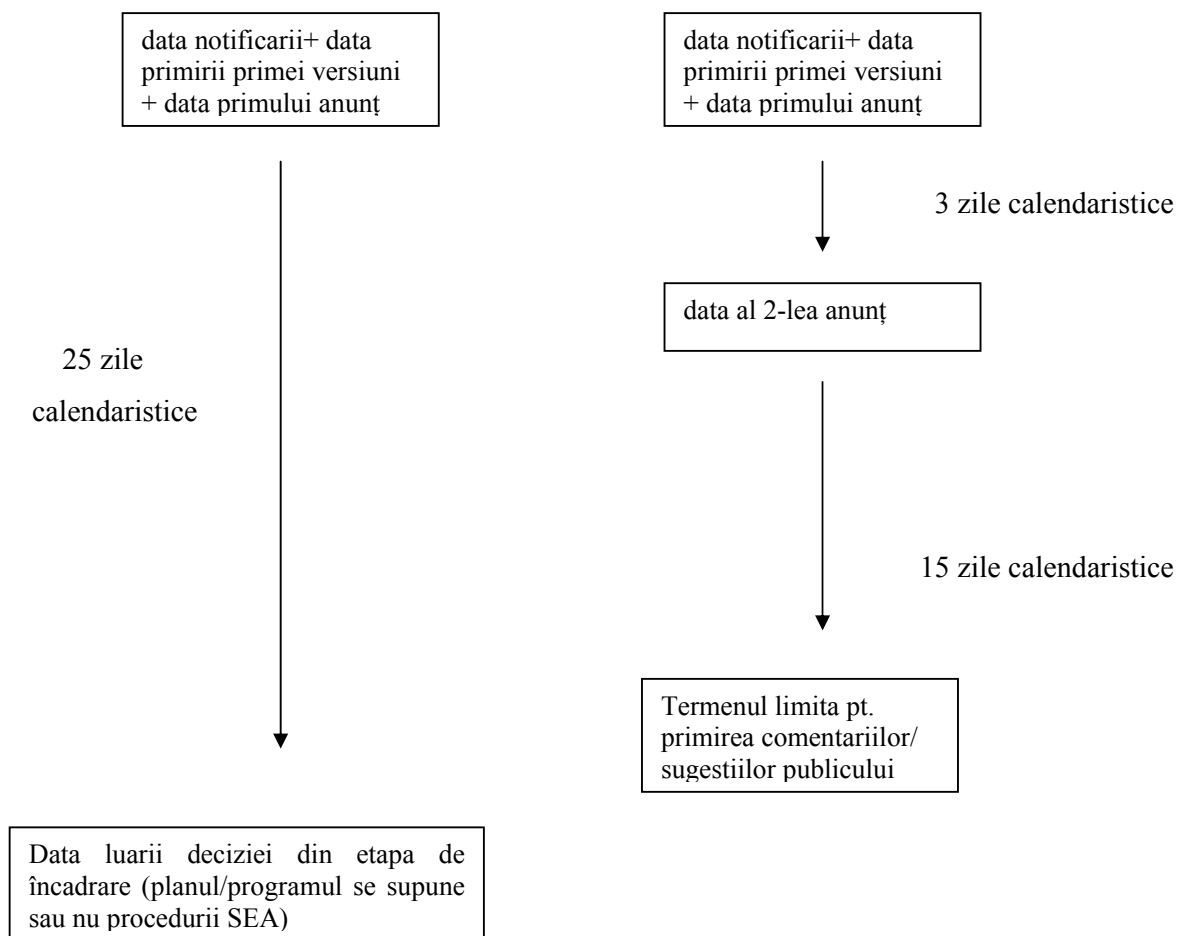 data notificarii+ data
primirii primei versiuni
+ data primului anunț
data notificarii+ data
primirii primei versiuni
+ data primului anunț
3 zile calendaristice
data al 2-lea anunț
25 zile
calendaristice
15 zile calendaristice
Termenul limita pt.
primirea comentariilor/
sugestiilor publicului
Data luarii deciziei din etapa de
încadrare (planul/programul se supune
sau nu procedurii SEA)